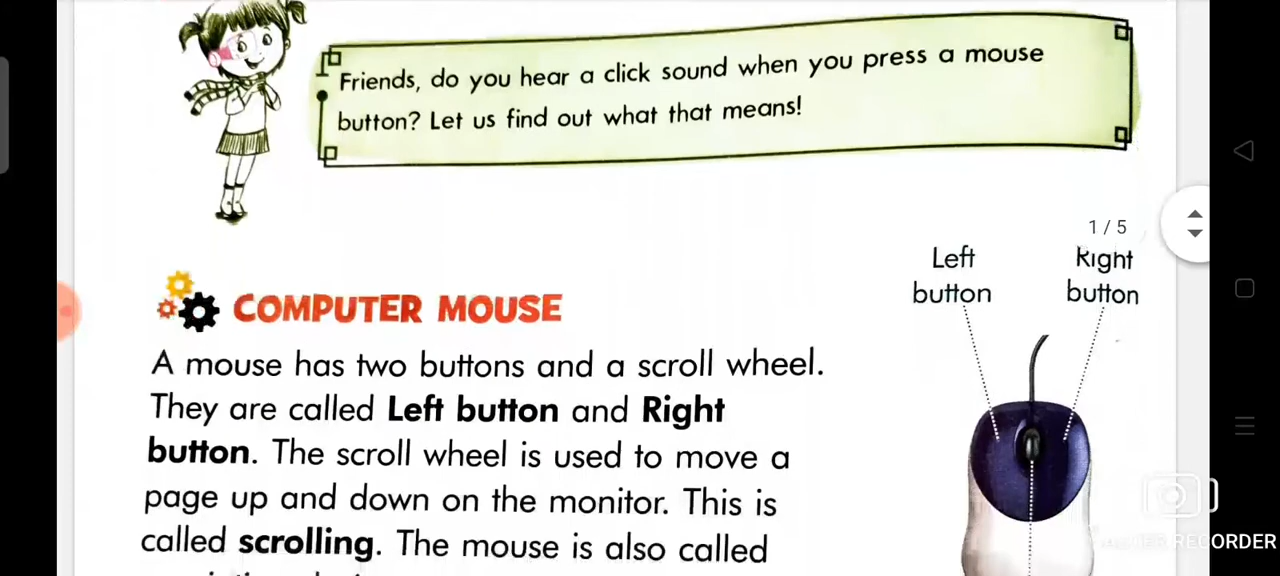 Friends, do you hear a click sound when you press a mouse
button? Let us find out what that means!
1 / 5
Left
button
Right
button
COMPUTER MOUSE
A mouse has two buttons and a scroll wheel.
They are called Left button and Right
button. The scroll wheel is used to move a
page up and down on the monitor. This is
called scrolling. The mouse is also called
RECORDER